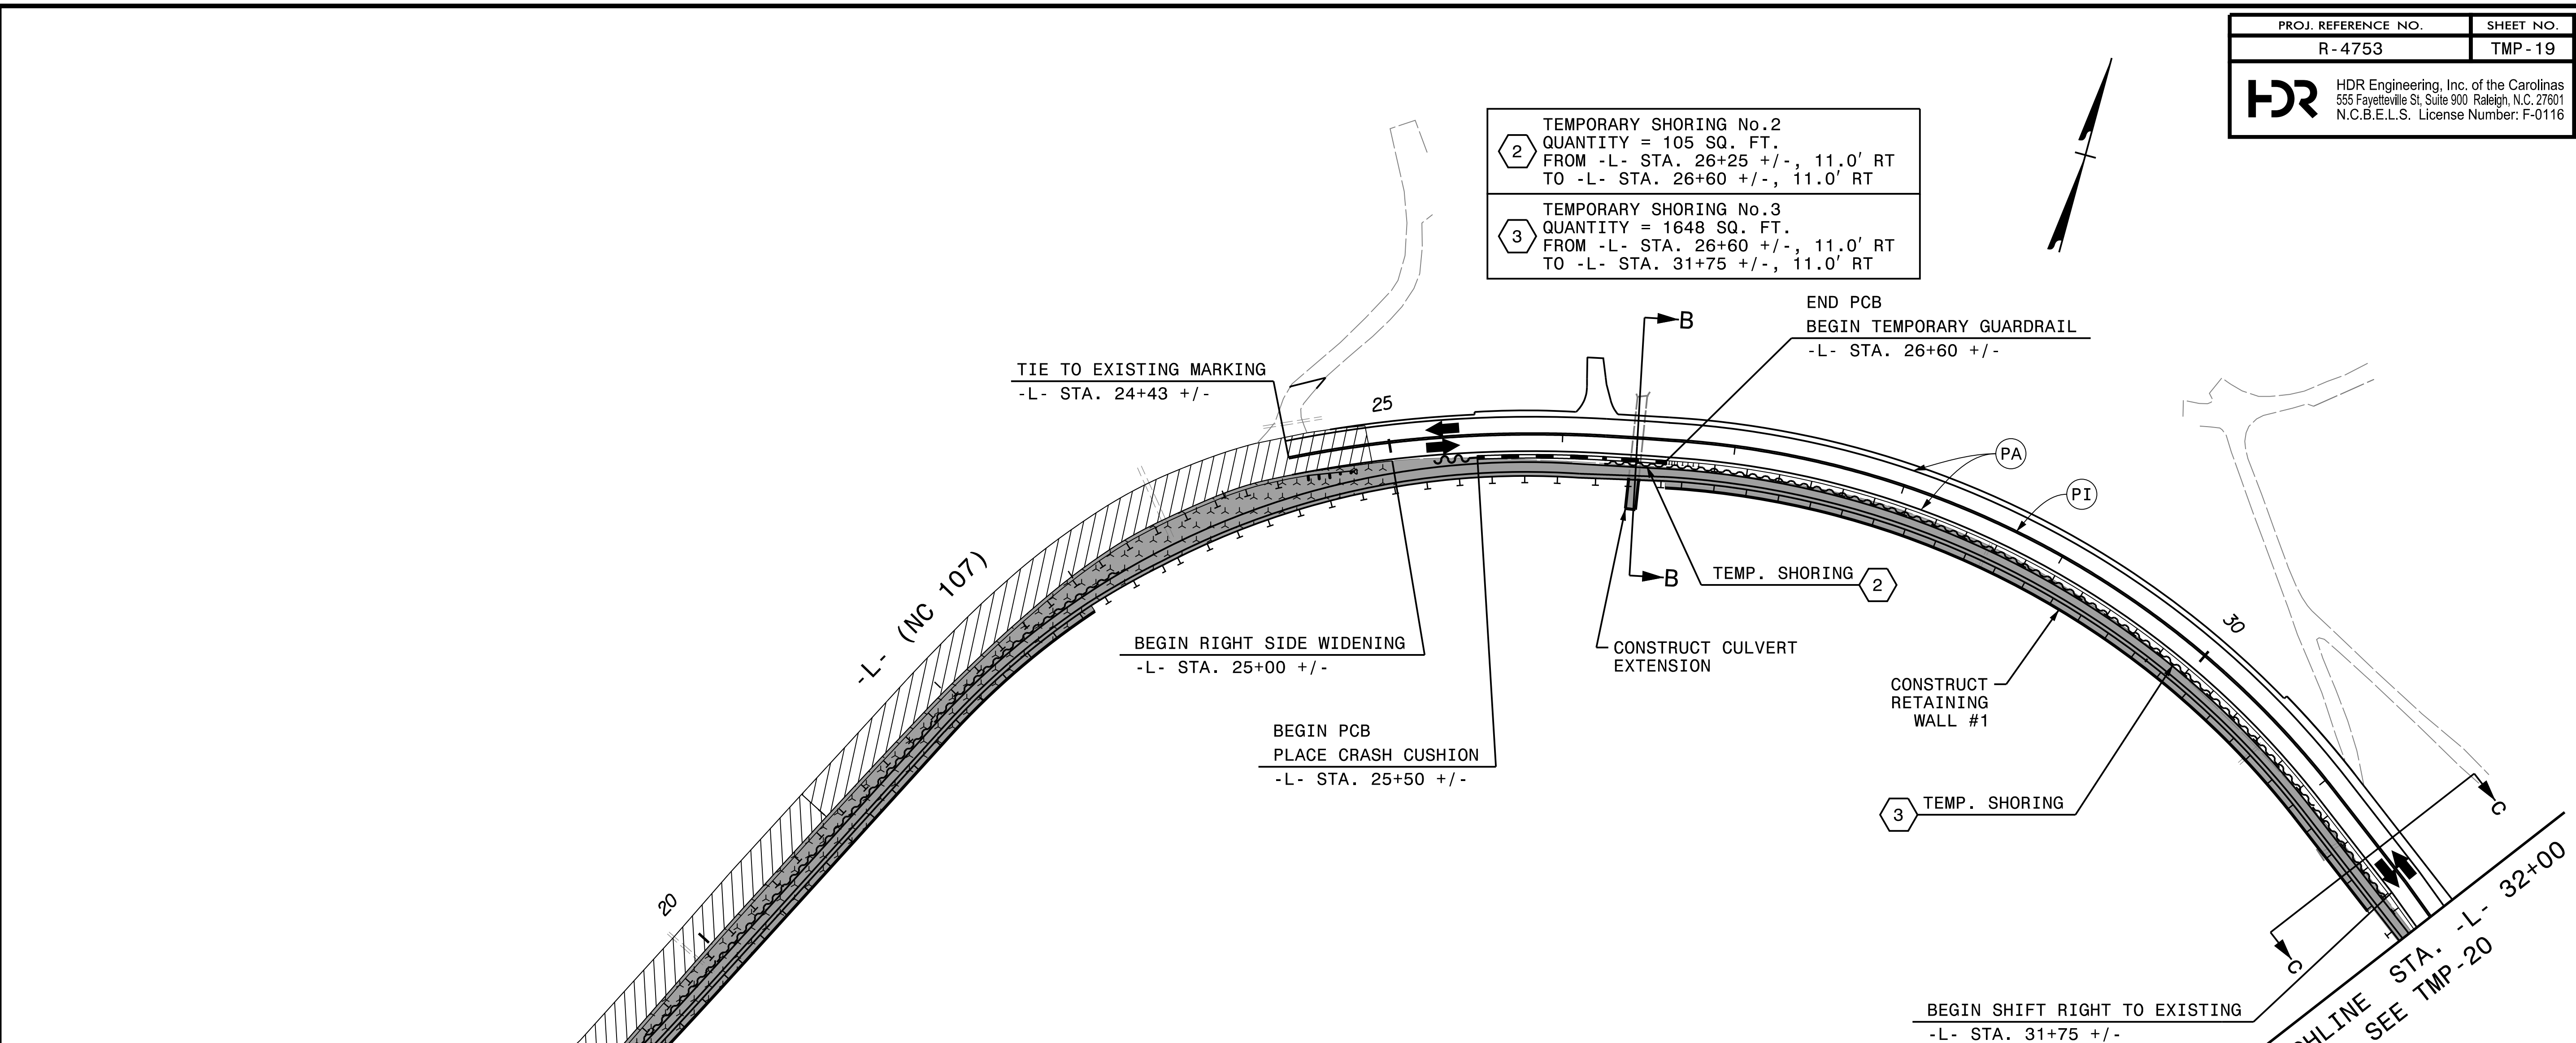 PROJ. REFERENCE NO.
SHEET NO.
R-4753
TMP-19
HDR
HDR Engineering, Inc. of the Carolinas
555 Fayetteville St, Suite 900 Raleigh, N.C. 27601
N.C.B.E.L.S. License Number: F-0116
2
TEMPORARY SHORING No.2
QUANTITY = 105 SQ. FT.
FROM -L- STA. 26+25 +/-, 11.0' RT
TO -L- STA. 26+60 +/-, 11.0' RT
3
TEMPORARY SHORING No.3
QUANTITY = 1648 SQ. FT.
FROM -L- STA. 26+60 +/-, 11.0' RT
TO -L- STA. 31+75 +/-, 11.0' RT
END PCB
BEGIN TEMPORARY GUARDRAIL
-L- STA. 26+60 +/-
B
TIE TO EXISTING MARKING
-L- STA. 24+43 +/-
25
PA
PI
B
TEMP. SHORING
2
-L- (NC 107)
BEGIN RIGHT SIDE WIDENING
-L- STA. 25+00 +/-
CONSTRUCT CULVERT
EXTENSION
30
CONSTRUCT
RETAINING
WALL #1
BEGIN PCB
PLACE CRASH CUSHION
-L- STA. 25+50 +/-
3
TEMP. SHORING
C
20
C
STA. -L- 32+00
SEE TMP-20
BEGIN SHIFT RIGHT TO EXISTING
-L- STA. 31+75 +/-